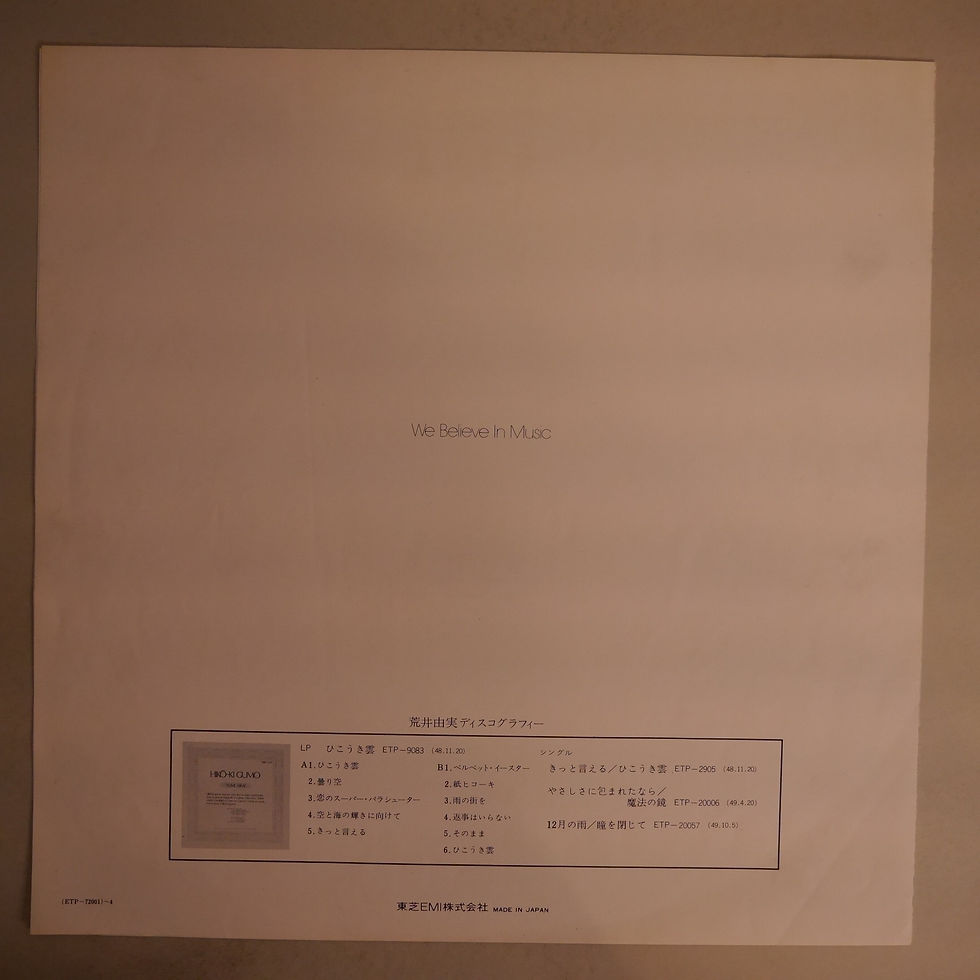 We Believe In Music
荒井由実ディスコグラフィー
HIKŌ-KI GUMO
LP ひこうき雲 ETP-9083 (48.11.20)
A1.ひこうき雲
2.曇り空
3.恋のスーパー・パラシューター
4.空と海の輝きに向けて
5.きっと言える
B1.ベルベット・イースター
2.紙ヒコーキ
3.雨の街を
4.返事はいらない
5.そのまま
6.ひこうき雲
シングル
きっと言える/ひこうき雲 ETP-2905 (48.11.20)
やさしさに包まれたなら/
魔法の鏡 ETP-20006 (49.4.20)
12月の雨/瞳を閉じて ETP-20057 (49.10.5)
(ETP-72001)-4
東芝EMI株式会社 MADE IN JAPAN